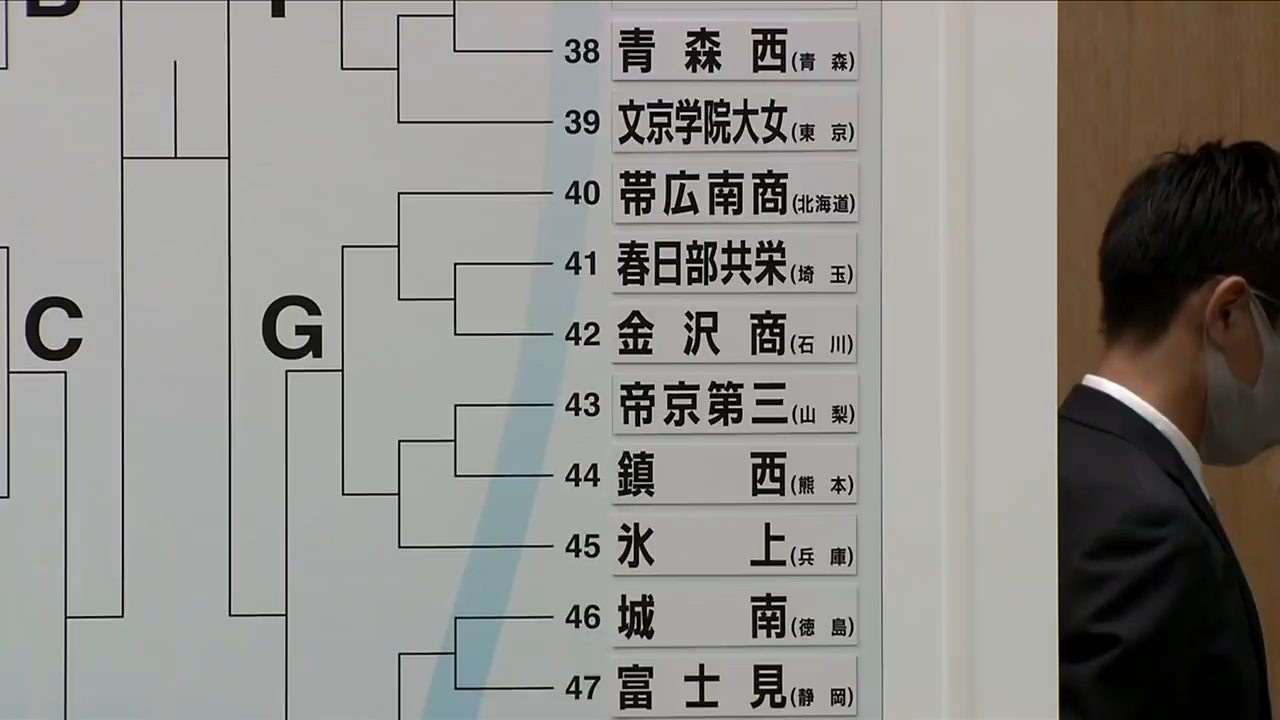 38 青森西(青森)
39 文京学院大女(東京)
40 帯広南商(北海道)
41 春日部共栄(埼玉)
42 金沢商(石川)
43 帝京第三(山梨)
44 鎮西(熊本)
45 氷上(兵庫)
46 城南(徳島)
47 富士見(静岡)
C
G